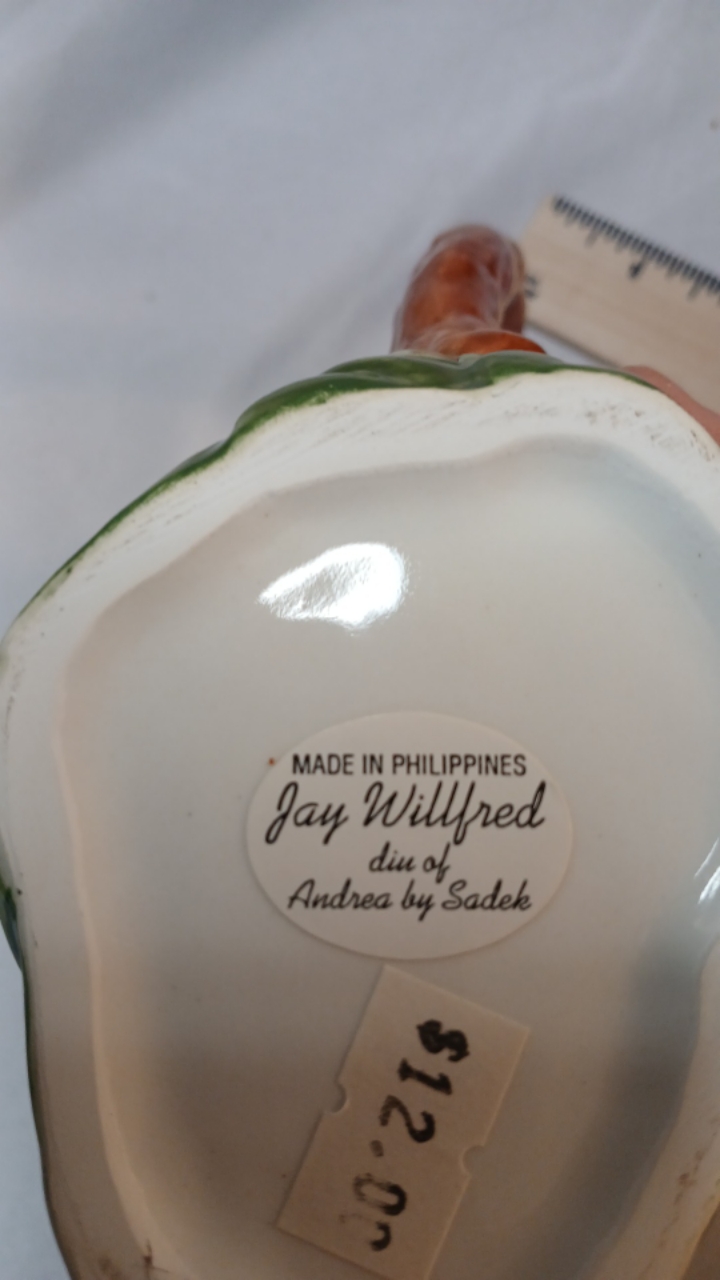 MADE IN PHILIPPINES
Jay Willfred
div of
Andrea by Sadek
$12.00